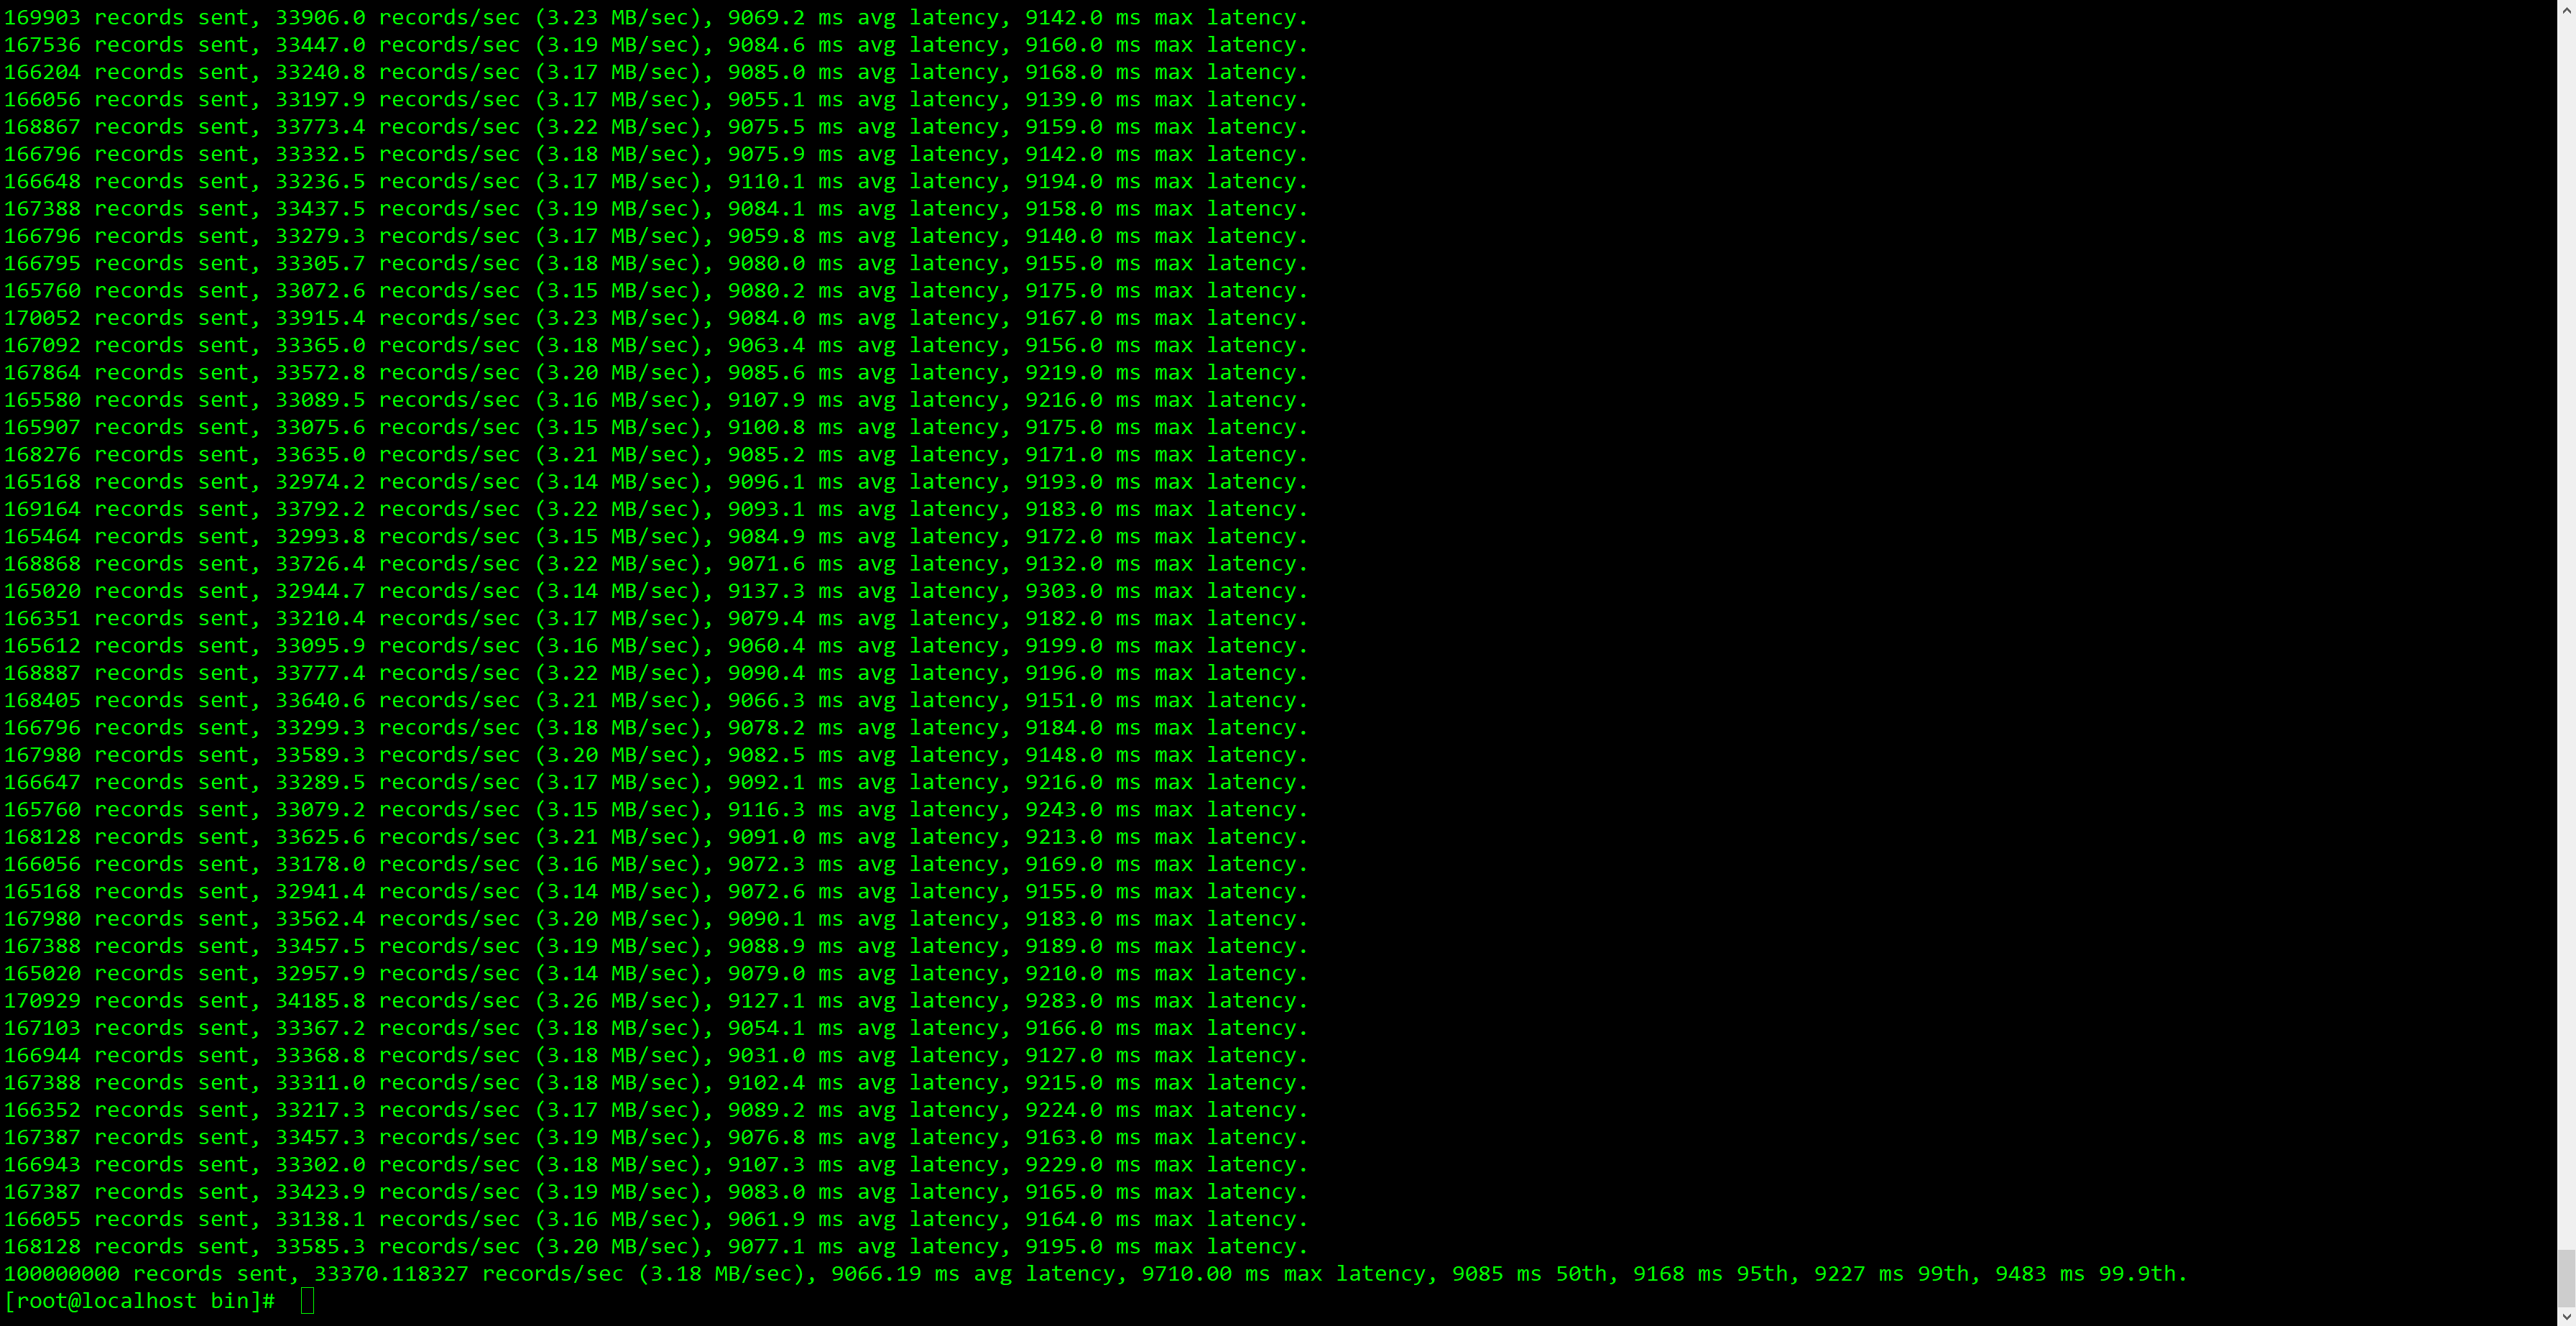 169903 records sent, 33906.0 records/sec (3.23 MB/sec), 9069.2 ms avg latency, 9142.0 ms max latency.
167536 records sent, 33447.0 records/sec (3.19 MB/sec), 9084.6 ms avg latency, 9160.0 ms max latency.
166204 records sent, 33240.8 records/sec (3.17 MB/sec), 9085.0 ms avg latency, 9168.0 ms max latency.
166056 records sent, 33197.9 records/sec (3.17 MB/sec), 9055.1 ms avg latency, 9139.0 ms max latency.
168867 records sent, 33773.4 records/sec (3.22 MB/sec), 9075.5 ms avg latency, 9159.0 ms max latency.
166796 records sent, 33332.5 records/sec (3.18 MB/sec), 9075.9 ms avg latency, 9142.0 ms max latency.
166648 records sent, 33236.5 records/sec (3.17 MB/sec), 9110.1 ms avg latency, 9194.0 ms max latency.
167388 records sent, 33437.5 records/sec (3.19 MB/sec), 9084.1 ms avg latency, 9158.0 ms max latency.
166796 records sent, 33279.3 records/sec (3.17 MB/sec), 9059.8 ms avg latency, 9140.0 ms max latency.
166795 records sent, 33305.7 records/sec (3.18 MB/sec), 9080.0 ms avg latency, 9155.0 ms max latency.
165760 records sent, 33072.6 records/sec (3.15 MB/sec), 9080.2 ms avg latency, 9175.0 ms max latency.
170052 records sent, 33915.4 records/sec (3.23 MB/sec), 9084.0 ms avg latency, 9167.0 ms max latency.
167092 records sent, 33365.0 records/sec (3.18 MB/sec), 9063.4 ms avg latency, 9156.0 ms max latency.
167864 records sent, 33572.8 records/sec (3.20 MB/sec), 9085.6 ms avg latency, 9219.0 ms max latency.
165580 records sent, 33089.5 records/sec (3.16 MB/sec), 9107.9 ms avg latency, 9216.0 ms max latency.
165907 records sent, 33075.6 records/sec (3.15 MB/sec), 9100.8 ms avg latency, 9175.0 ms max latency.
168276 records sent, 33635.0 records/sec (3.21 MB/sec), 9085.2 ms avg latency, 9171.0 ms max latency.
165168 records sent, 32974.2 records/sec (3.14 MB/sec), 9096.1 ms avg latency, 9193.0 ms max latency.
169164 records sent, 33792.2 records/sec (3.22 MB/sec), 9093.1 ms avg latency, 9183.0 ms max latency.
165464 records sent, 32993.8 records/sec (3.15 MB/sec), 9084.9 ms avg latency, 9172.0 ms max latency.
168868 records sent, 33726.4 records/sec (3.22 MB/sec), 9071.6 ms avg latency, 9132.0 ms max latency.
165020 records sent, 32944.7 records/sec (3.14 MB/sec), 9137.3 ms avg latency, 9303.0 ms max latency.
166351 records sent, 33210.4 records/sec (3.17 MB/sec), 9079.4 ms avg latency, 9182.0 ms max latency.
165612 records sent, 33095.9 records/sec (3.16 MB/sec), 9060.4 ms avg latency, 9199.0 ms max latency.
168887 records sent, 33777.4 records/sec (3.22 MB/sec), 9090.4 ms avg latency, 9196.0 ms max latency.
168405 records sent, 33640.6 records/sec (3.21 MB/sec), 9066.3 ms avg latency, 9151.0 ms max latency.
166796 records sent, 33299.3 records/sec (3.18 MB/sec), 9078.2 ms avg latency, 9184.0 ms max latency.
167980 records sent, 33589.3 records/sec (3.20 MB/sec), 9082.5 ms avg latency, 9148.0 ms max latency.
166647 records sent, 33289.5 records/sec (3.17 MB/sec), 9092.1 ms avg latency, 9216.0 ms max latency.
165760 records sent, 33079.2 records/sec (3.15 MB/sec), 9116.3 ms avg latency, 9243.0 ms max latency.
168128 records sent, 33625.6 records/sec (3.21 MB/sec), 9091.0 ms avg latency, 9213.0 ms max latency.
166056 records sent, 33178.0 records/sec (3.16 MB/sec), 9072.3 ms avg latency, 9169.0 ms max latency.
165168 records sent, 32941.4 records/sec (3.14 MB/sec), 9072.6 ms avg latency, 9155.0 ms max latency.
167980 records sent, 33562.4 records/sec (3.20 MB/sec), 9090.1 ms avg latency, 9183.0 ms max latency.
167388 records sent, 33457.5 records/sec (3.19 MB/sec), 9088.9 ms avg latency, 9189.0 ms max latency.
165020 records sent, 32957.9 records/sec (3.14 MB/sec), 9079.0 ms avg latency, 9210.0 ms max latency.
170929 records sent, 34185.8 records/sec (3.26 MB/sec), 9127.1 ms avg latency, 9283.0 ms max latency.
167103 records sent, 33367.2 records/sec (3.18 MB/sec), 9054.1 ms avg latency, 9166.0 ms max latency.
166944 records sent, 33368.8 records/sec (3.18 MB/sec), 9031.0 ms avg latency, 9127.0 ms max latency.
167388 records sent, 33311.0 records/sec (3.18 MB/sec), 9102.4 ms avg latency, 9215.0 ms max latency.
166352 records sent, 33217.3 records/sec (3.17 MB/sec), 9089.2 ms avg latency, 9224.0 ms max latency.
167387 records sent, 33457.3 records/sec (3.19 MB/sec), 9076.8 ms avg latency, 9163.0 ms max latency.
166943 records sent, 33302.0 records/sec (3.18 MB/sec), 9107.3 ms avg latency, 9229.0 ms max latency.
167387 records sent, 33423.9 records/sec (3.19 MB/sec), 9083.0 ms avg latency, 9165.0 ms max latency.
166055 records sent, 33138.1 records/sec (3.16 MB/sec), 9061.9 ms avg latency, 9164.0 ms max latency.
168128 records sent, 33585.3 records/sec (3.20 MB/sec), 9077.1 ms avg latency, 9195.0 ms max latency.
100000000 records sent, 33370.118327 records/sec (3.18 MB/sec), 9066.19 ms avg latency, 9710.00 ms max latency, 9085 ms 50th, 9168 ms 95th, 9227 ms 99th, 9483 ms 99.9th.
[root@localhost bin]#